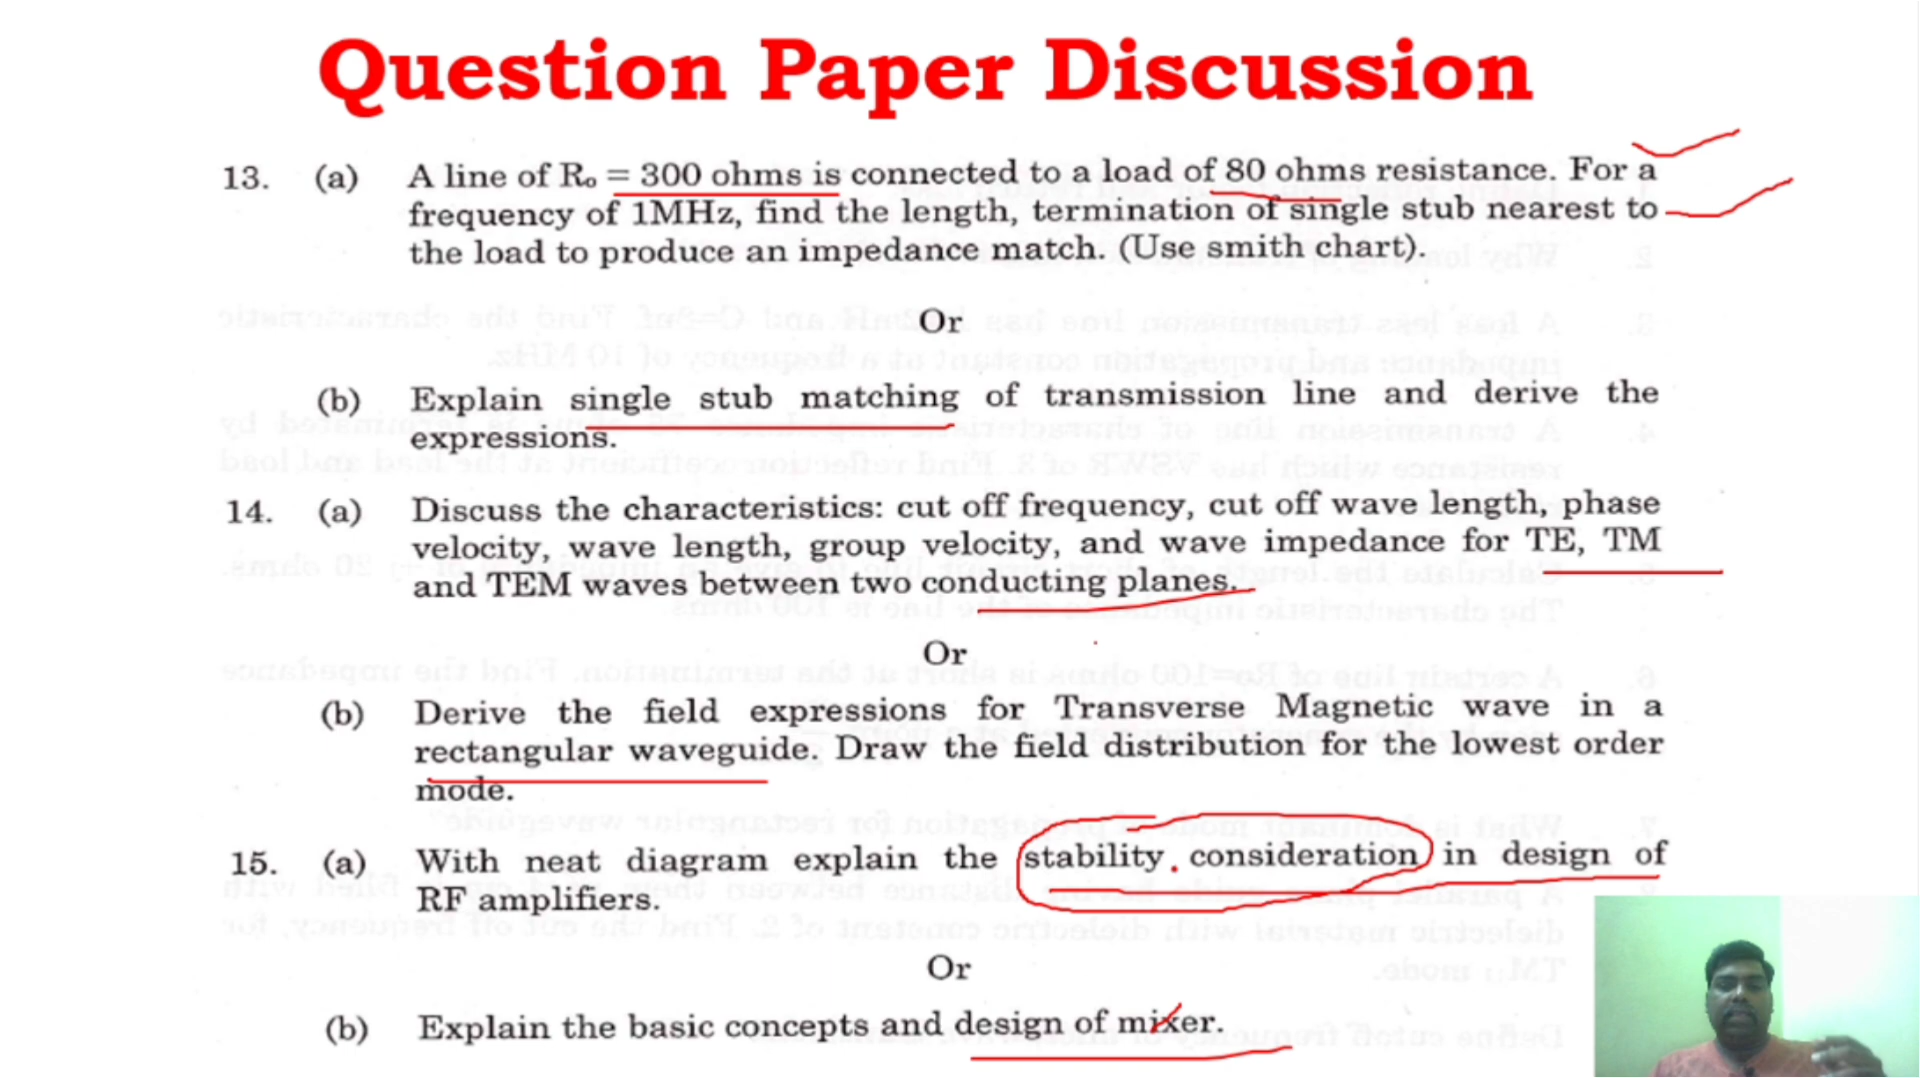 Question Paper Discussion
13. (a) A line of Ro = 300 ohms is connected to a load of 80 ohms resistance. For a
frequency of 1MHz, find the length, termination of single stub nearest to
the load to produce an impedance match. (Use smith chart).
Or
(b) Explain single stub matching of transmission line and derive the
expressions.
14. (a) Discuss the characteristics: cut off frequency, cut off wave length, phase
velocity, wave length, group velocity, and wave impedance for TE, TM
and TEM waves between two conducting planes.
Or
(b) Derive the field expressions for Transverse Magnetic wave in a
rectangular waveguide. Draw the field distribution for the lowest order
mode.
15. (a) With neat diagram explain the stability consideration in design of
RF amplifiers.
Or
(b) Explain the basic concepts and design of mixer.